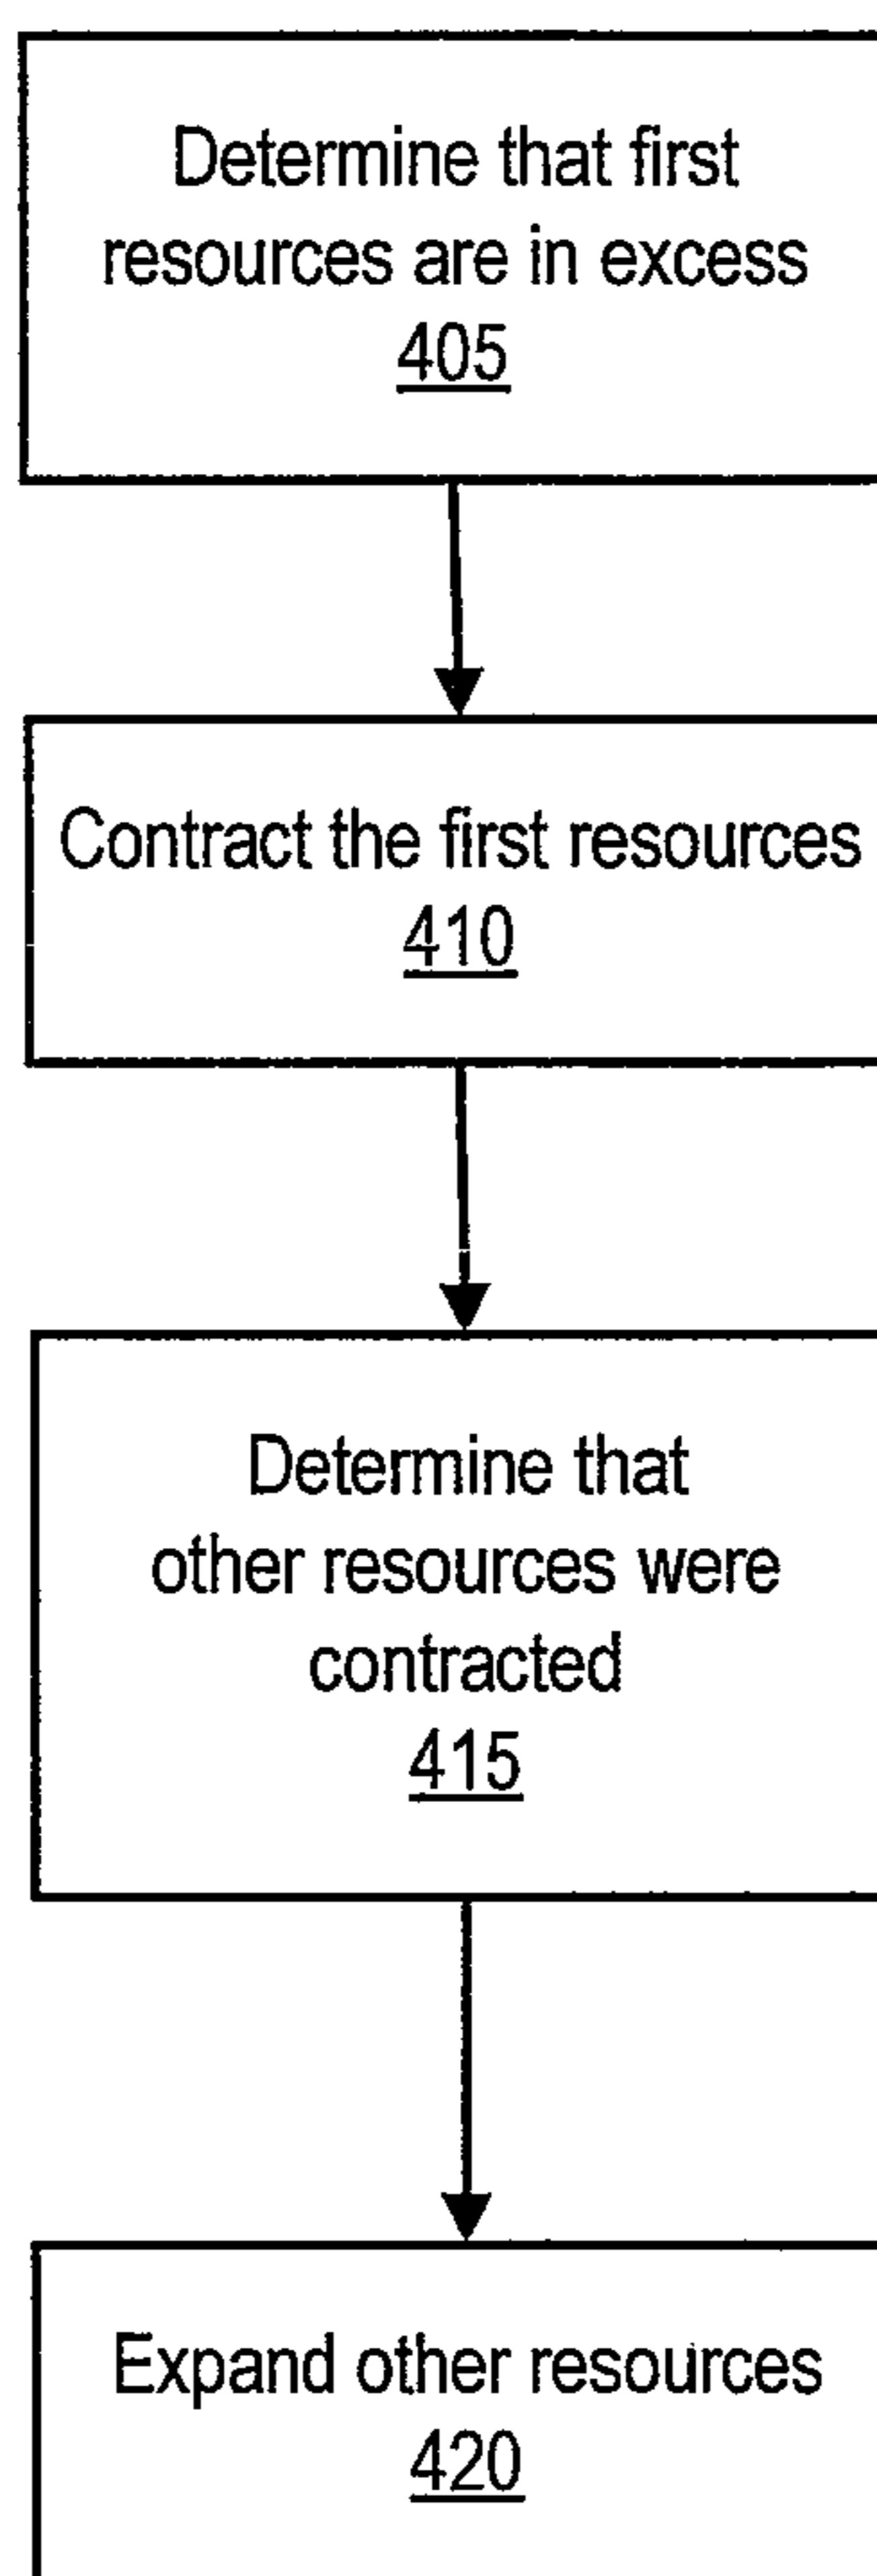 Determine that first
resources are in excess
405
Contract the first resources
410
Determine that
other resources were
contracted
415
Expand other resources
420